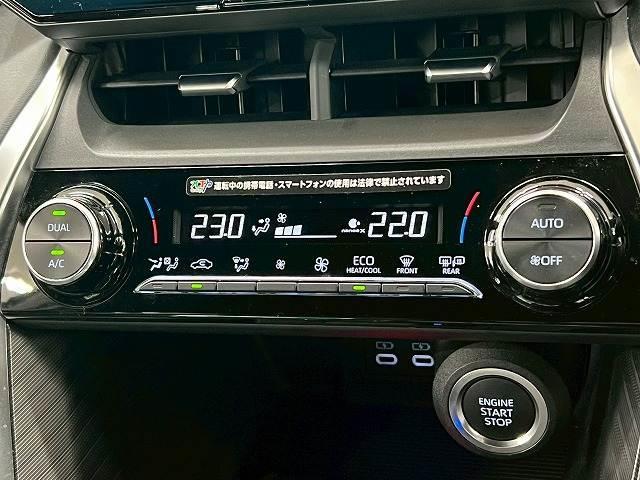 運転中の携帯電話・スマートフォンの使用は法律で禁止されています
DUAL
A/C
23.0
nanoe X
22.0
AUTO
OFF
ECO
HEAT/COOL
FRONT
REAR
ENGINE
START
STOP